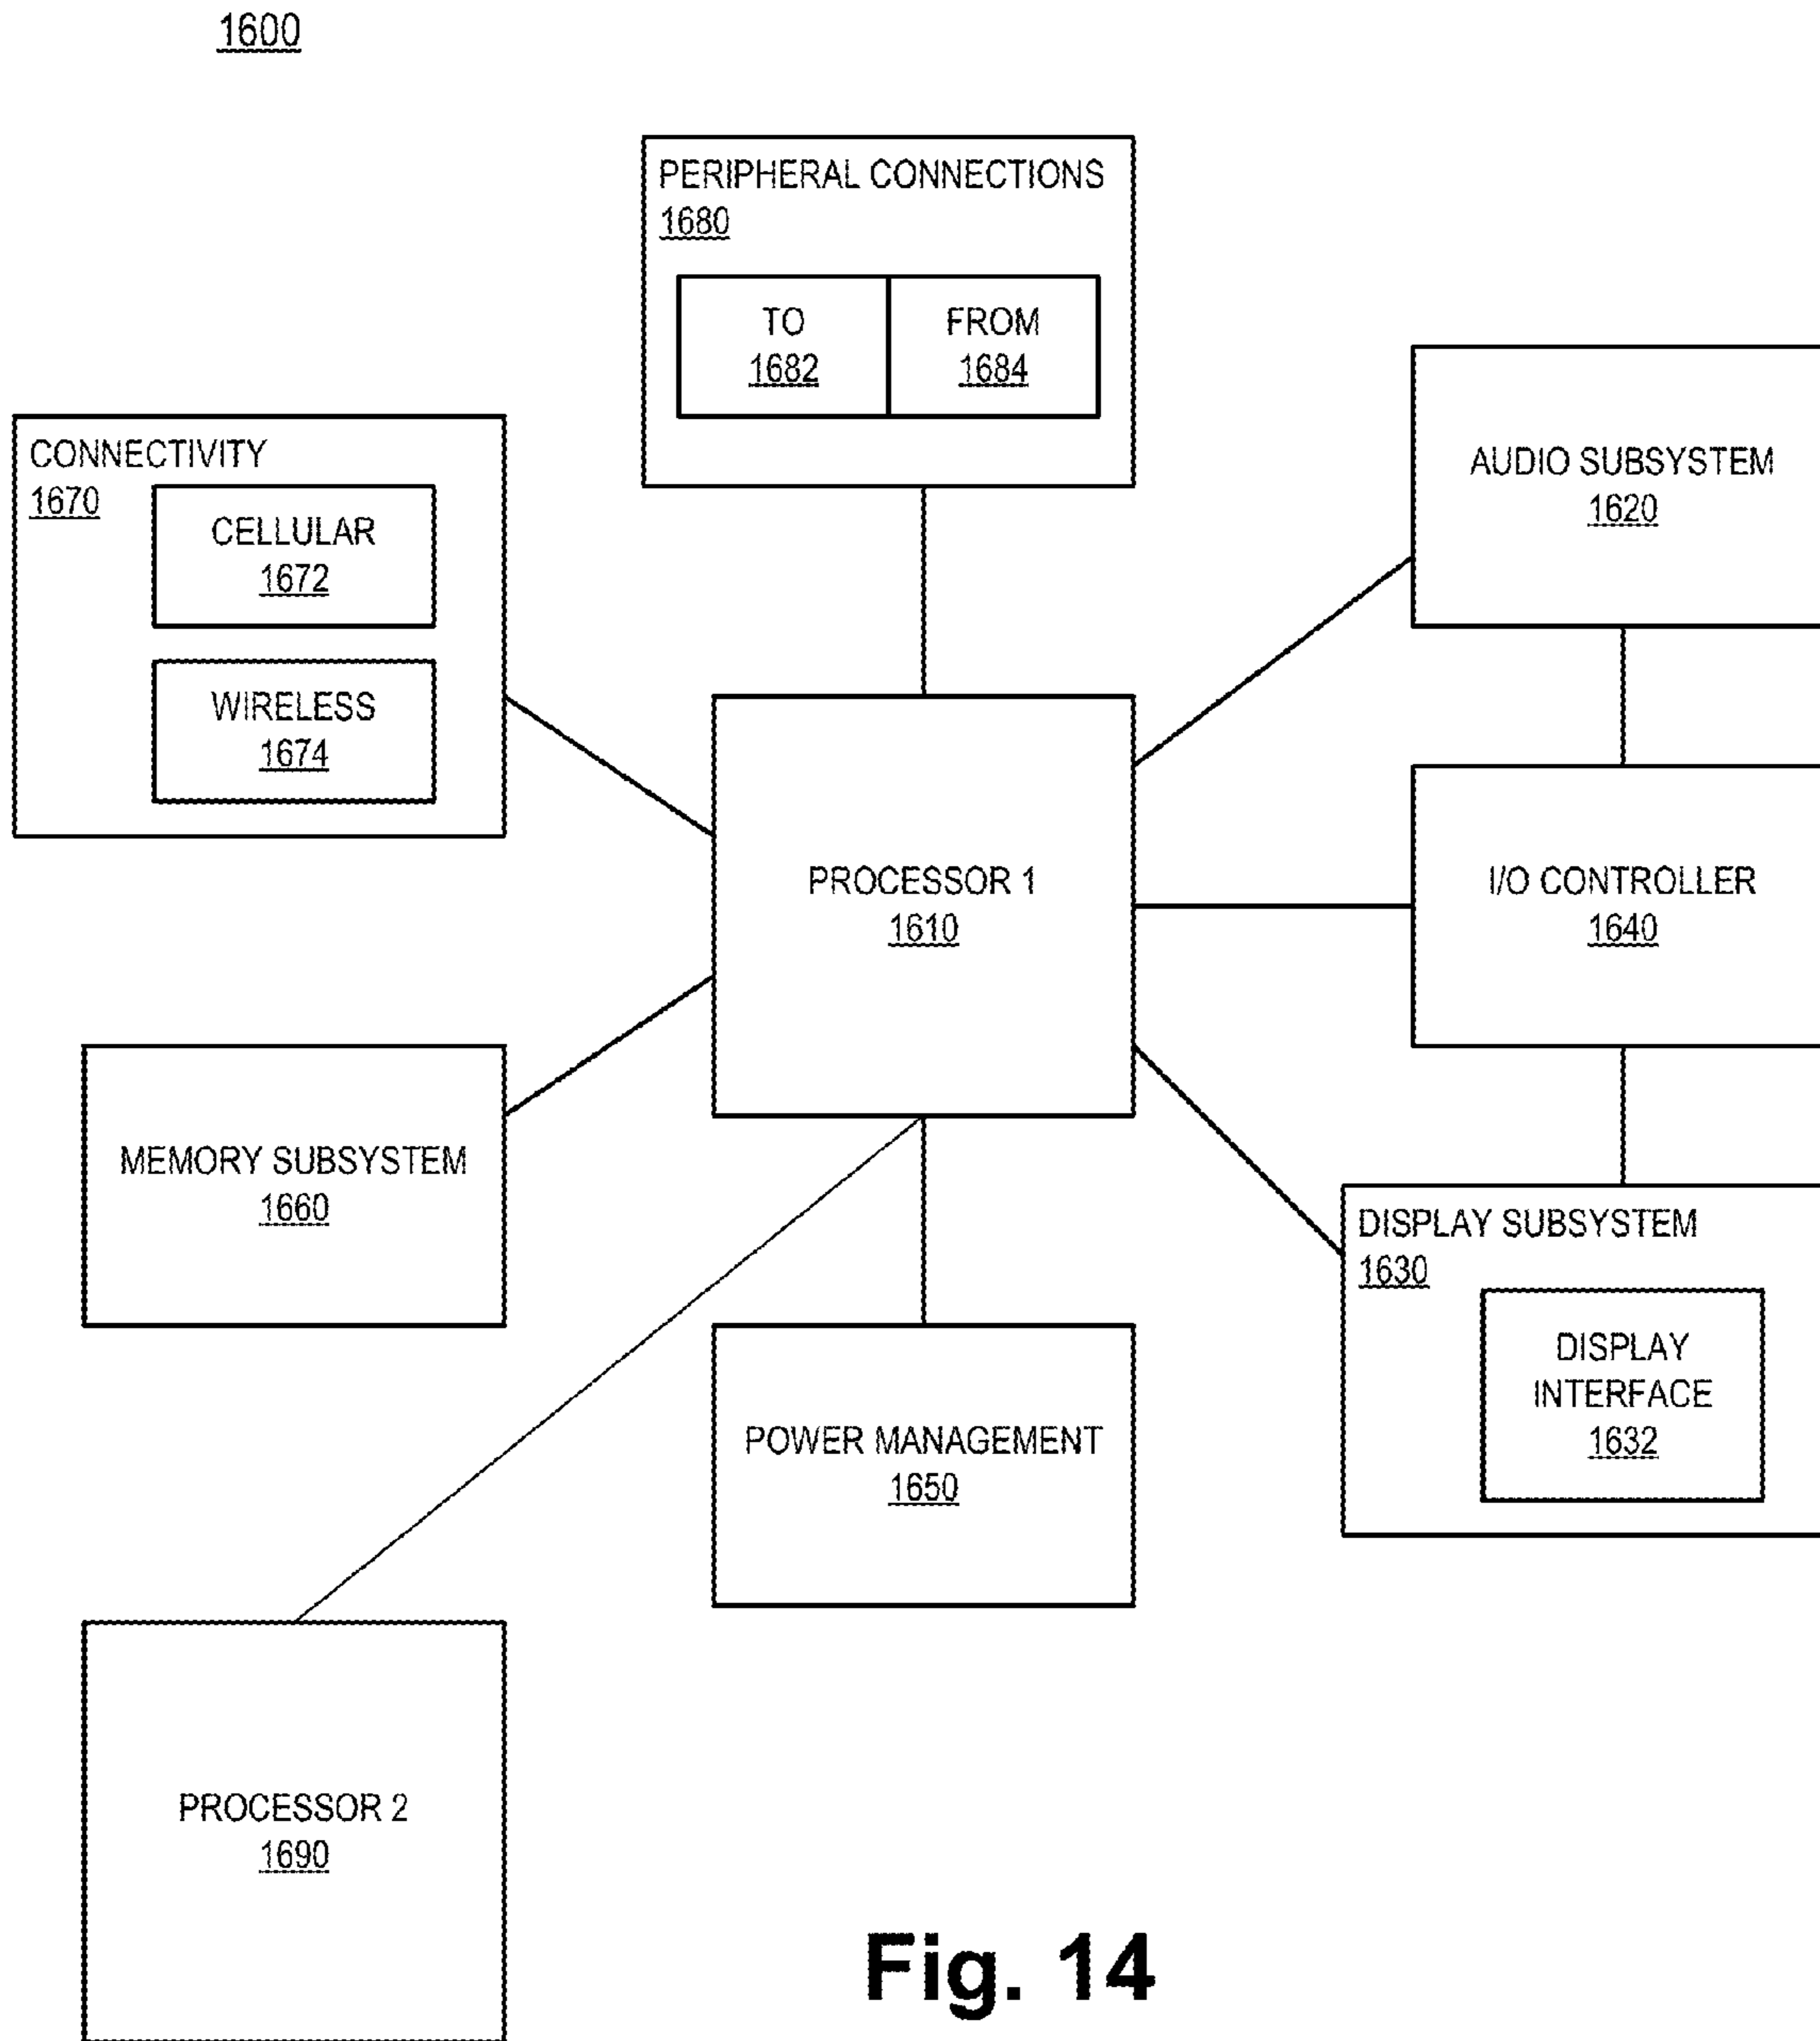 1600
PERIPHERAL CONNECTIONS
1680
TO
1682
FROM
1684
CONNECTIVITY
1670
CELLULAR
1672
WIRELESS
1674
AUDIO SUBSYSTEM
1620
PROCESSOR 1
1610
I/O CONTROLLER
1640
MEMORY SUBSYSTEM
1660
DISPLAY SUBSYSTEM
1630
DISPLAY
INTERFACE
1632
POWER MANAGEMENT
1650
PROCESSOR 2
1690
Fig. 14